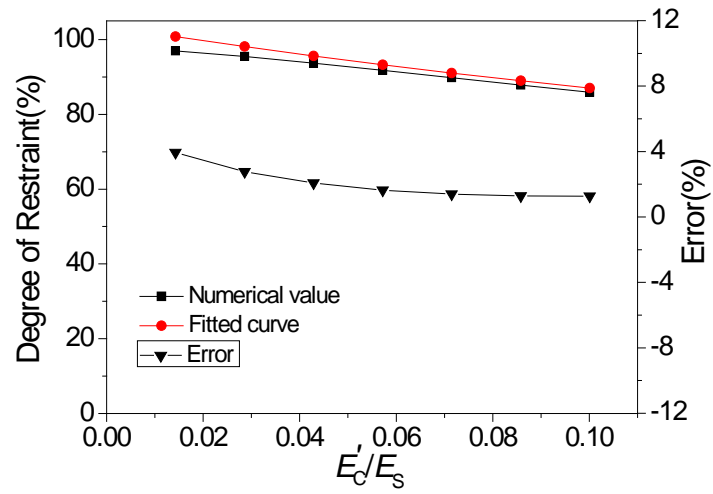 100
80
60
40
20
0
Degree of Restraint(%)
12
8
4
0
-4
-8
-12
Error(%)
Numerical value
Fitted curve
Error
0.00 0.02 0.04 0.06 0.08 0.10
E'C/ES